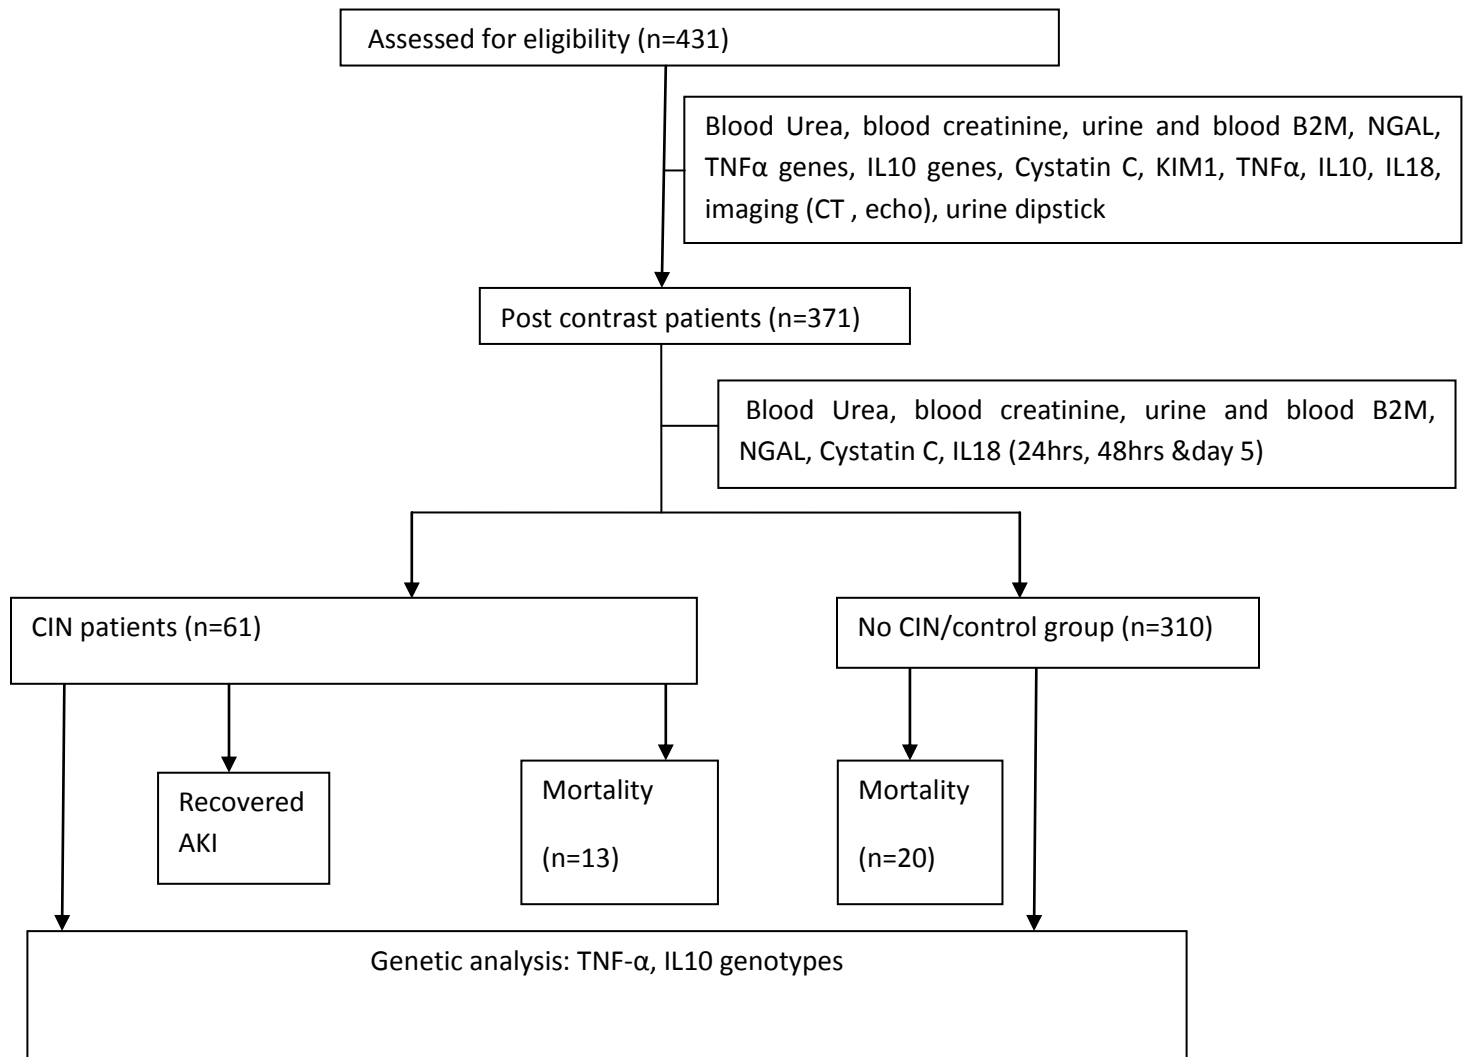 Assessed for eligibility (n=431)
Blood Urea, blood creatinine, urine and blood B2M, NGAL,
TNFα genes, IL10 genes, Cystatin C, KIM1, TNFα, IL10, IL18,
imaging (CT , echo), urine dipstick
Post contrast patients (n=371)
Blood Urea, blood creatinine, urine and blood B2M,
NGAL, Cystatin C, IL18 (24hrs, 48hrs &day 5)
CIN patients (n=61)
No CIN/control group (n=310)
Recovered
AKI
Mortality
(n=13)
Mortality
(n=20)
Genetic analysis: TNF-α, IL10 genotypes